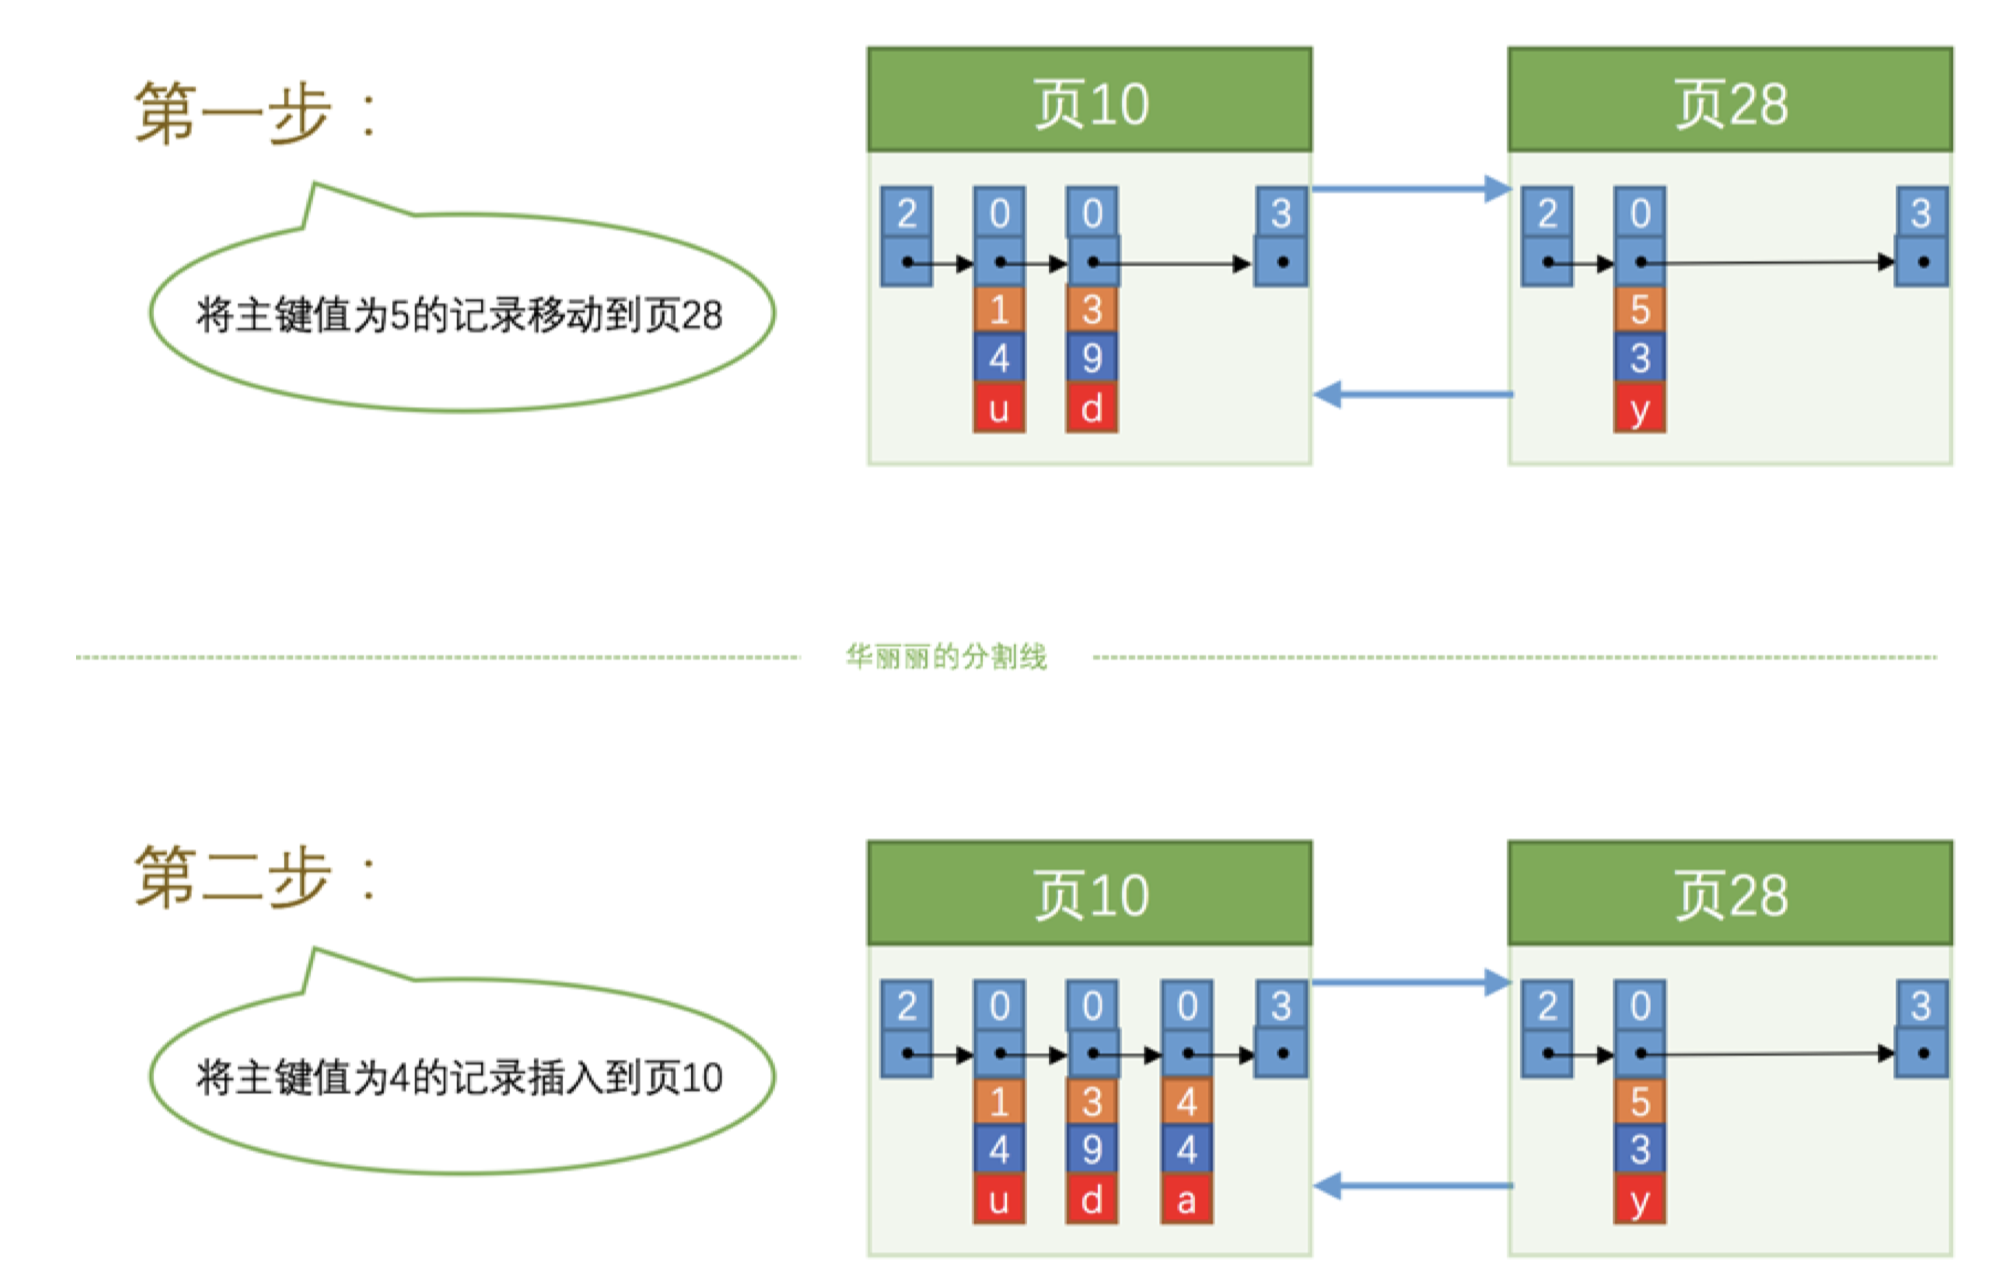 第一步：
页10
页28
2 0 0 3
2 0 3
1 3
5
4 9
3
u d
y
将主键值为5的记录移动到页28
华丽丽的分割线
第二步：
页10
页28
2 0 0 0 3
2 0 3
1 3 4
5
4 9 4
3
u d a
y
将主键值为4的记录插入到页10